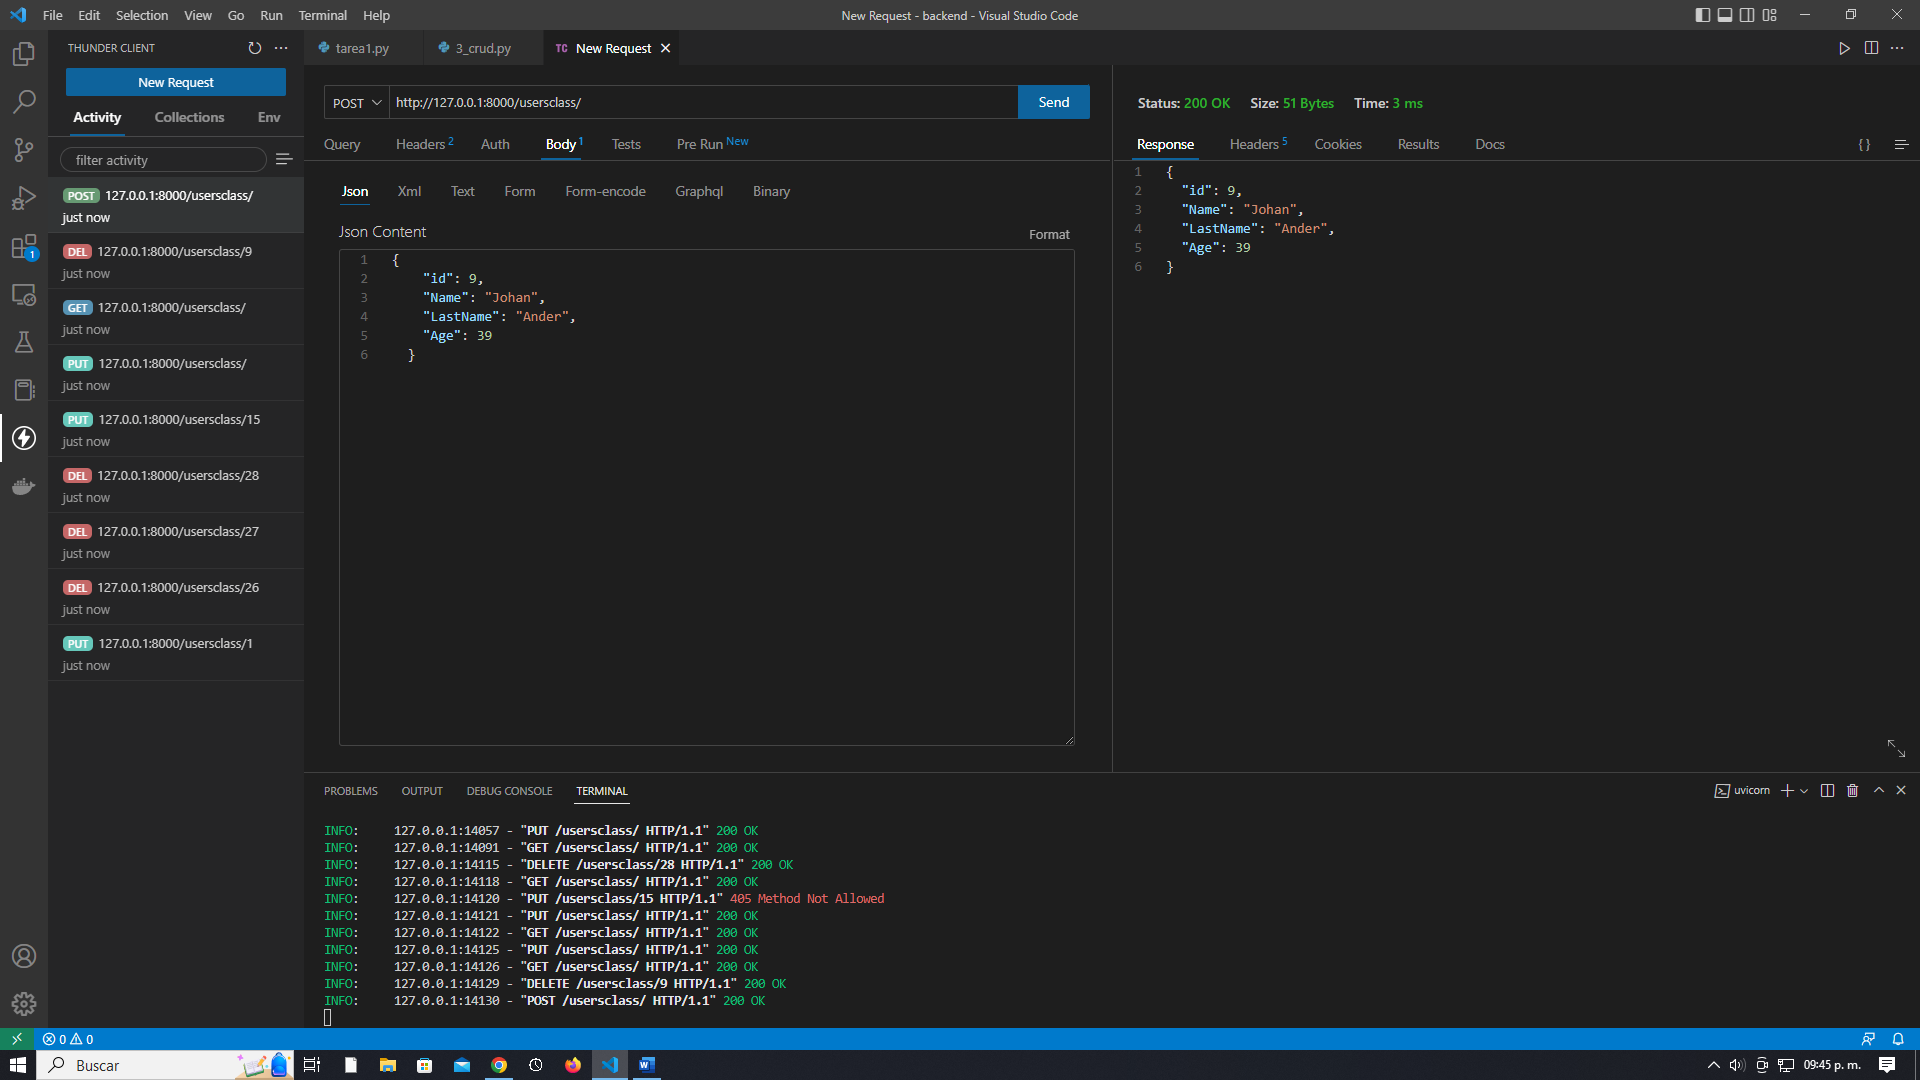 File Edit Selection View Go Run Terminal Help
New Request - backend - Visual Studio Code
THUNDER CLIENT
New Request
Activity Collections Env
filter activity
POST 127.0.0.1:8000/usersclass/
just now
DEL 127.0.0.1:8000/usersclass/9
just now
GET 127.0.0.1:8000/usersclass/
just now
PUT 127.0.0.1:8000/usersclass/
just now
PUT 127.0.0.1:8000/usersclass/15
just now
DEL 127.0.0.1:8000/usersclass/28
just now
DEL 127.0.0.1:8000/usersclass/27
just now
DEL 127.0.0.1:8000/usersclass/26
just now
PUT 127.0.0.1:8000/usersclass/1
just now
1
tarea1.py 3_crud.py TC New Request
POST http://127.0.0.1:8000/usersclass/ Send
Query Headers 2 Auth Body 1 Tests Pre Run New
Json Xml Text Form Form-encode Graphql Binary
Json Content
Format
1 {
2 "id": 9,
3 "Name": "Johan",
4 "LastName": "Ander",
5 "Age": 39
6 }
Status: 200 OK Size: 51 Bytes Time: 3 ms
Response Headers 5 Cookies Results Docs { }
1 {
2 "id": 9,
3 "Name": "Johan",
4 "LastName": "Ander",
5 "Age": 39
6 }
PROBLEMS OUTPUT DEBUG CONSOLE TERMINAL
uvicorn
INFO: 127.0.0.1:14057 - "PUT /usersclass/ HTTP/1.1" 200 OK
INFO: 127.0.0.1:14091 - "GET /usersclass/ HTTP/1.1" 200 OK
INFO: 127.0.0.1:14115 - "DELETE /usersclass/28 HTTP/1.1" 200 OK
INFO: 127.0.0.1:14118 - "GET /usersclass/ HTTP/1.1" 200 OK
INFO: 127.0.0.1:14120 - "PUT /usersclass/15 HTTP/1.1" 405 Method Not Allowed
INFO: 127.0.0.1:14121 - "PUT /usersclass/ HTTP/1.1" 200 OK
INFO: 127.0.0.1:14122 - "GET /usersclass/ HTTP/1.1" 200 OK
INFO: 127.0.0.1:14125 - "PUT /usersclass/ HTTP/1.1" 200 OK
INFO: 127.0.0.1:14126 - "GET /usersclass/ HTTP/1.1" 200 OK
INFO: 127.0.0.1:14129 - "DELETE /usersclass/9 HTTP/1.1" 200 OK
INFO: 127.0.0.1:14130 - "POST /usersclass/ HTTP/1.1" 200 OK
0 0
Buscar
09:45 p. m.